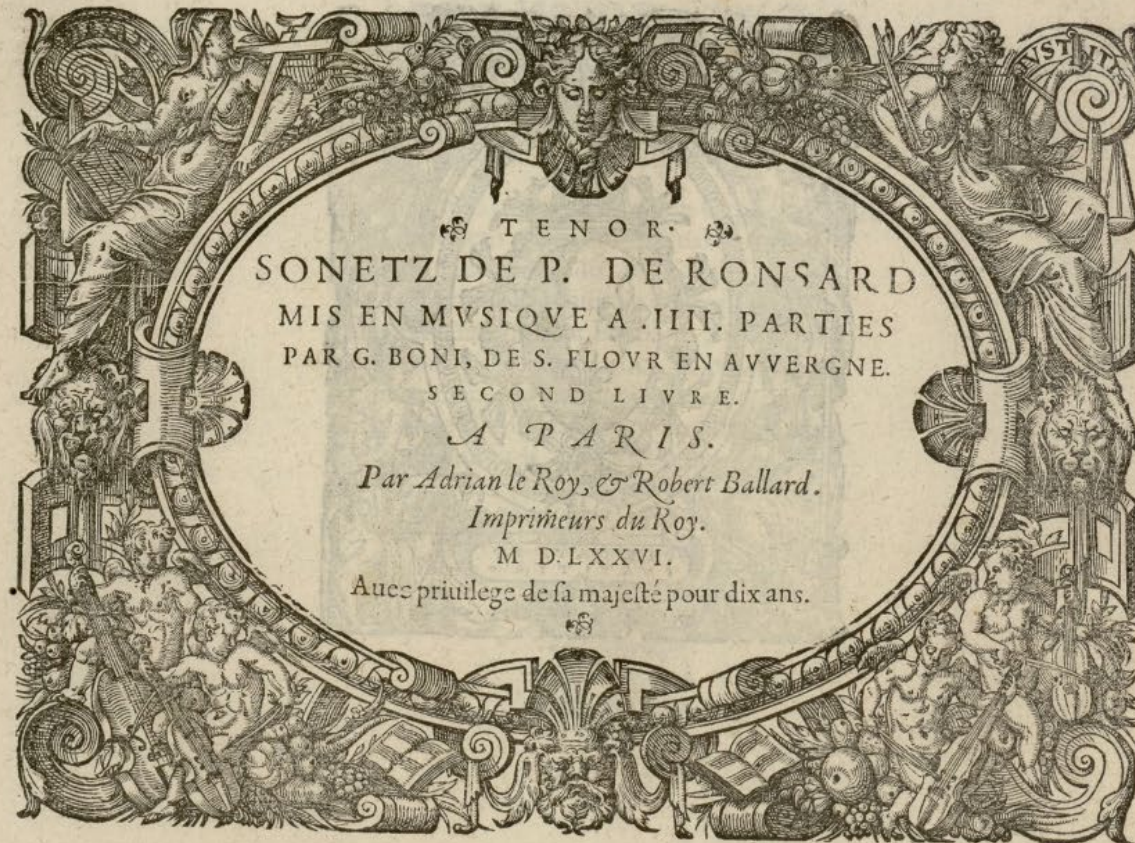 TENOR.
SONETZ DE P. DE RONSARD
MIS EN MVSIQVE A .IIII. PARTIES
PAR G. BONI, DE S. FLOVR EN AVVERGNE.
SECOND LIVRE.
A PARIS.
Par Adrian le Roy, & Robert Ballard.
Imprimeurs du Roy.
M D. LXXVI.
Auec priuilege de sa majesté pour dix ans.